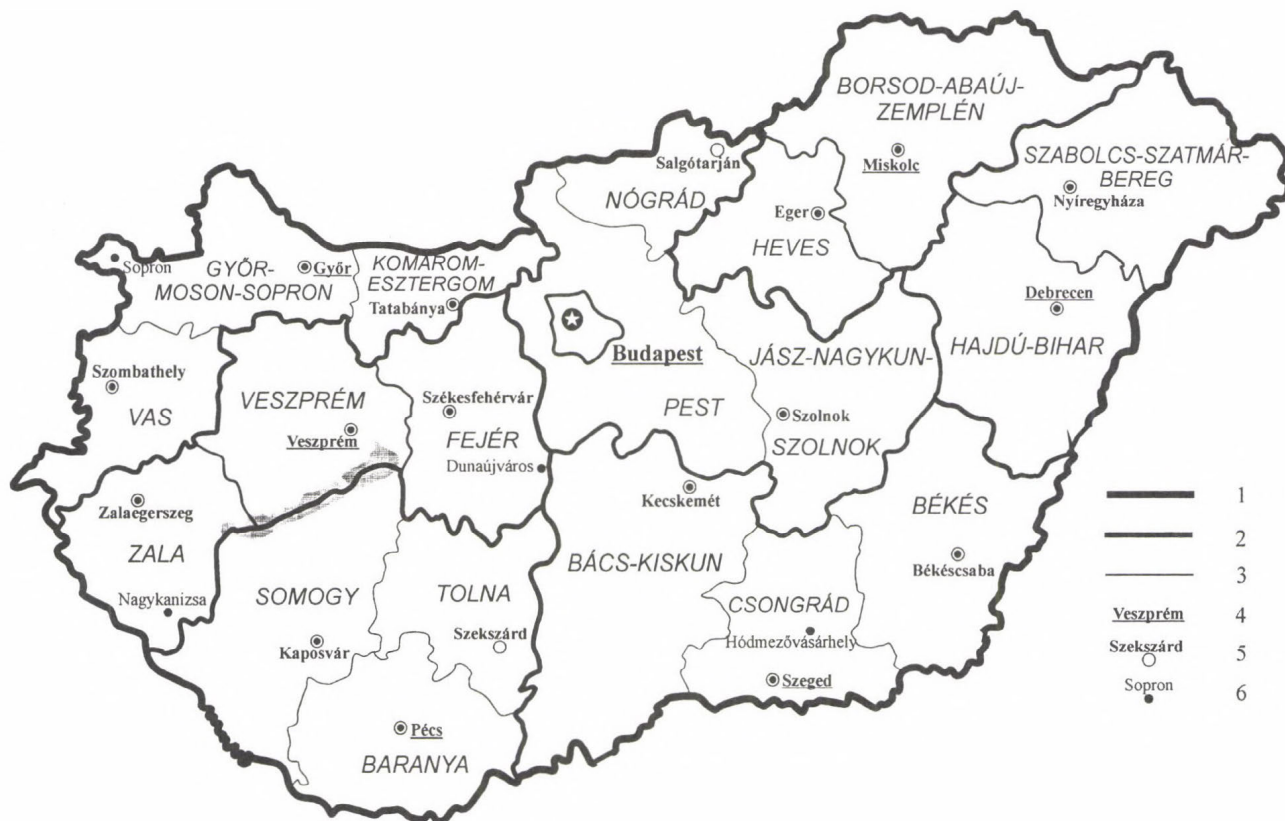 BORSOD-ABAÚJ-
ZEMPLÉN
Miskolc
SZABOLCS-SZATMÁR-
BEREG
Nyíregyháza
Salgótarján
NÓGRÁD
Eger
HEVES
Sopron
GYŐR-
MOSON-SOPRON
Győr
KOMÁROM-
ESZTERGOM
Tatabánya
Budapest
PEST
JÁSZ-NAGYKUN-
SZOLNOK
Szolnok
Debrecen
HAJDÚ-BIHAR
Szombathely
VAS
VESZPRÉM
Veszprém
Székesfehérvár
FEJÉR
Dunaújváros
Zalaegerszeg
ZALA
Nagykanizsa
SOMOGY
Kaposvár
TOLNA
Szekszárd
Pécs
BARANYA
Kecskemét
BÁCS-KISKUN
CSONGRÁD
Hódmezővásárhely
Szeged
BÉKÉS
Békéscsaba
1
2
3
Veszprém 4
Szekszárd 5
Sopron 6